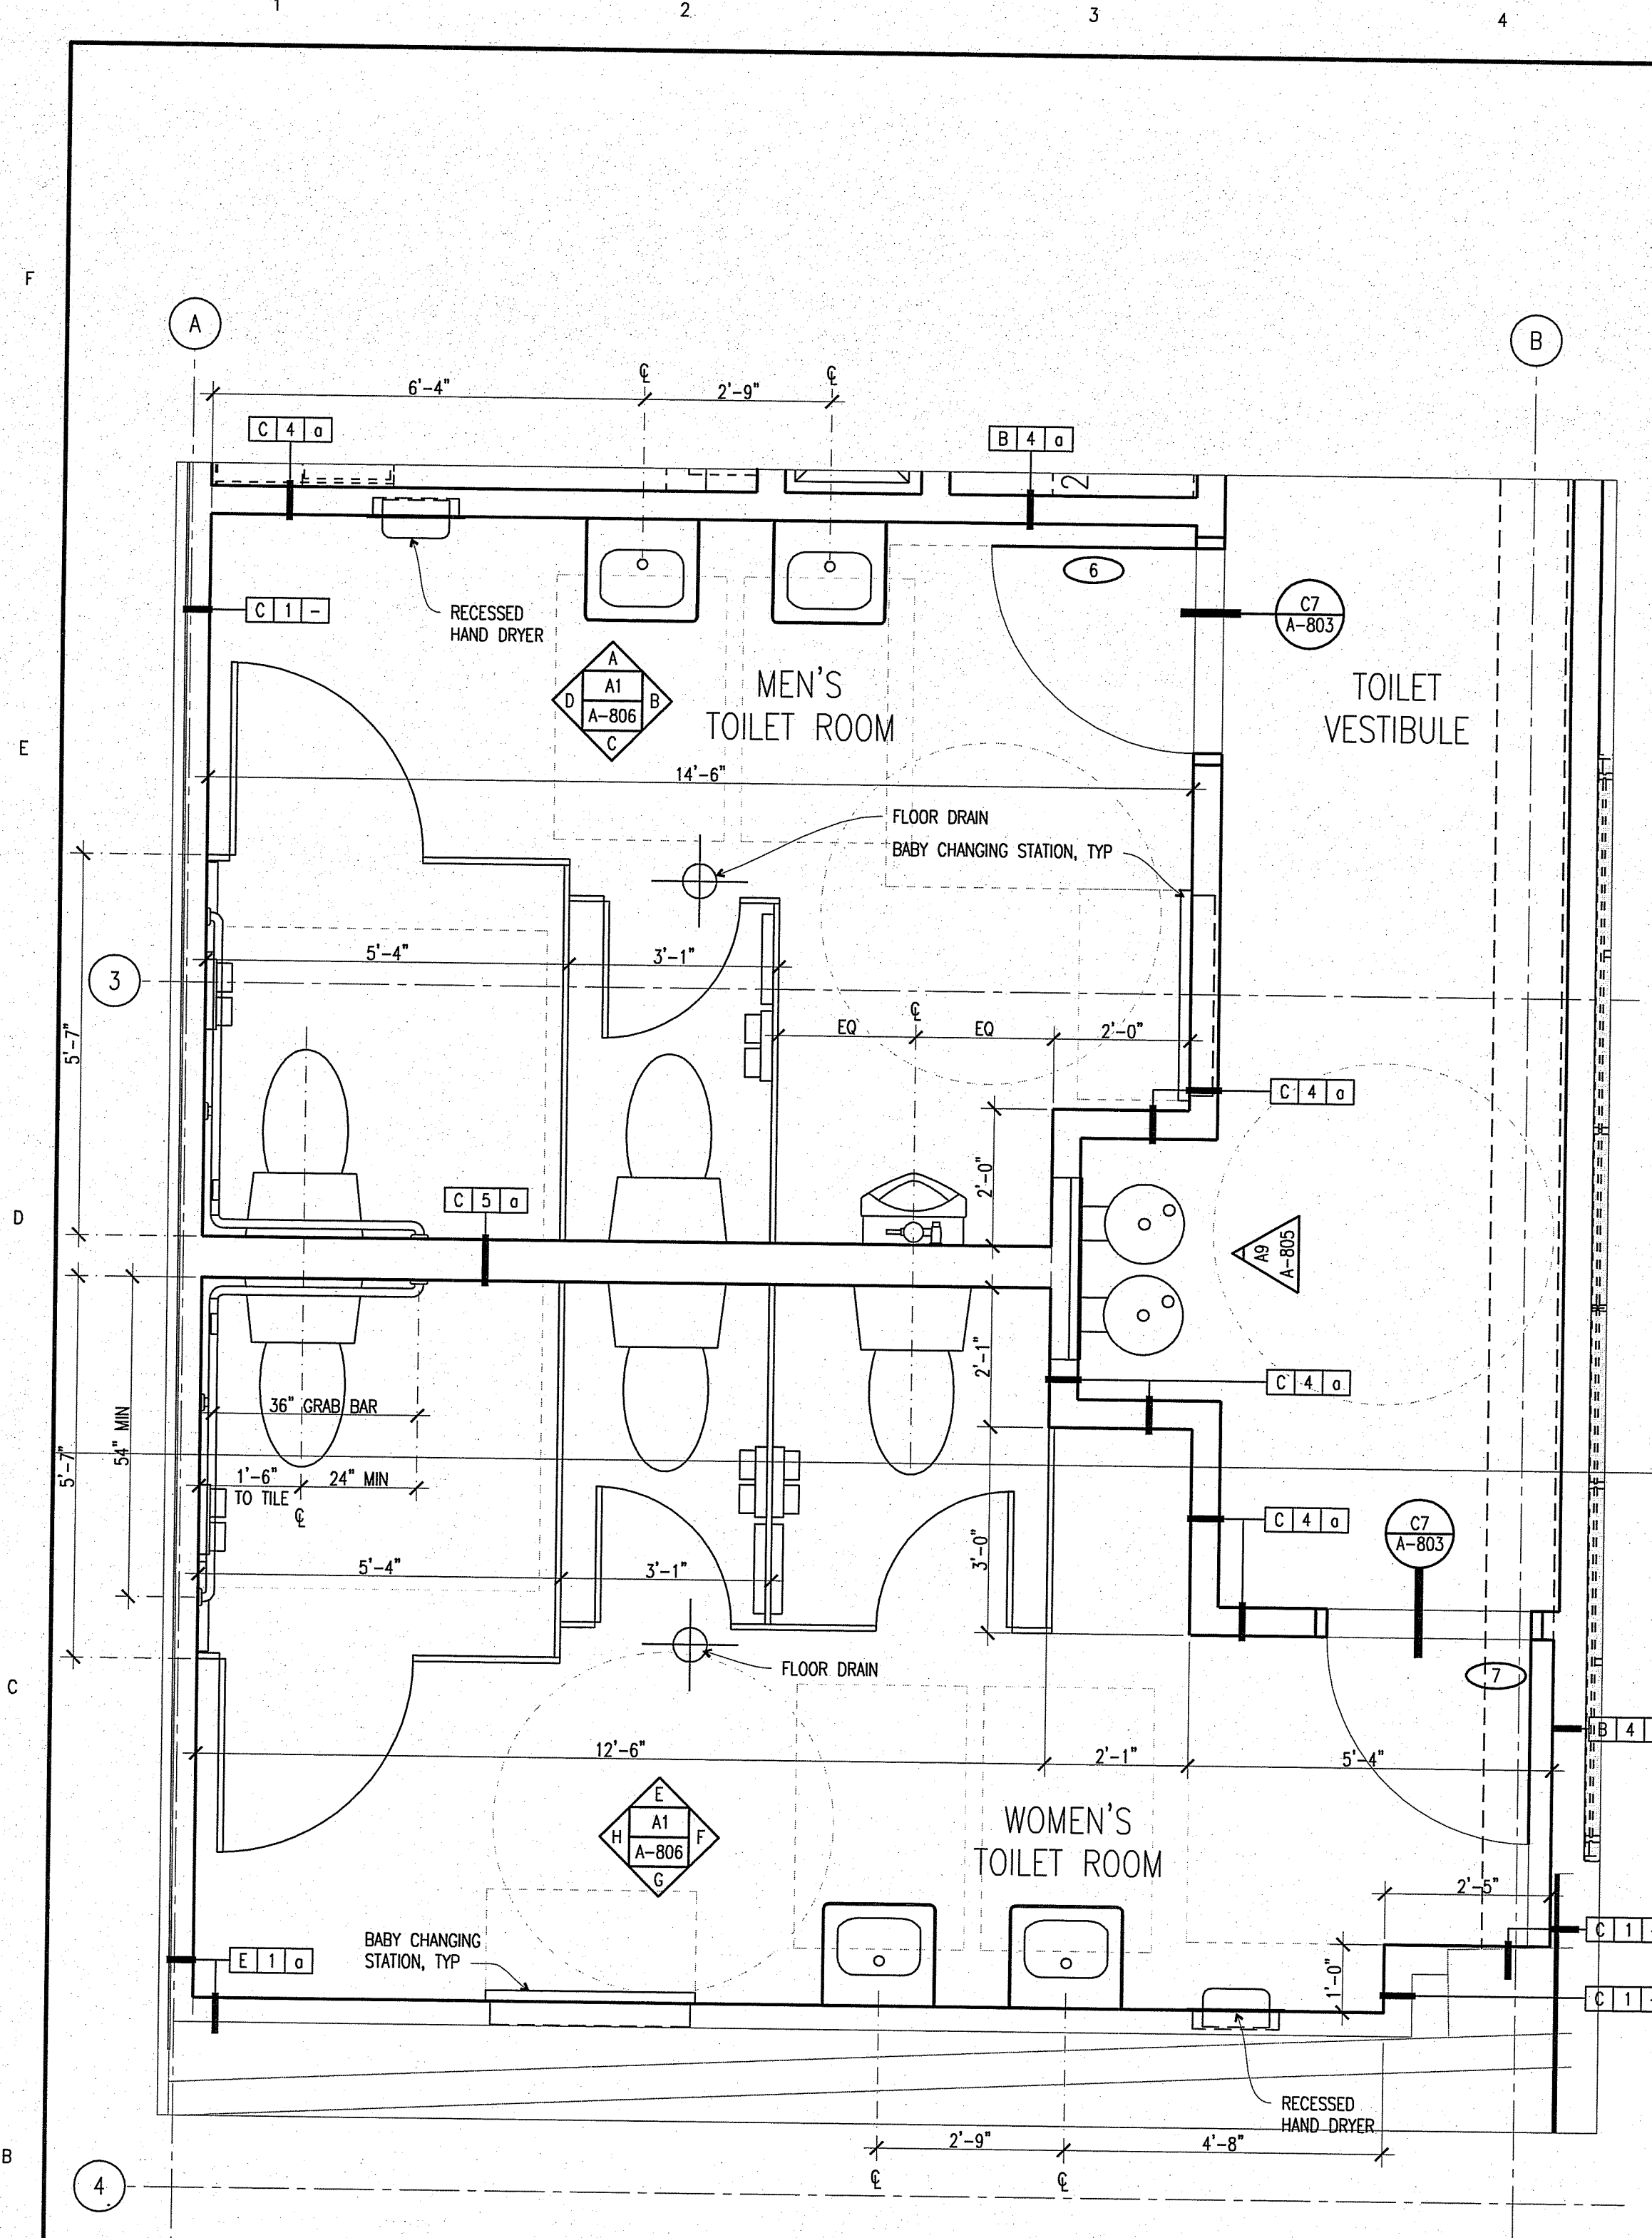 1
2
3
4
F
A
B
℄
℄
6'-4"
2'-9"
C 4 a
B 4 a
2
6
C 1 -
RECESSED
HAND DRYER
C7
A-803
A
D A1 B
A-806
C
MEN'S
TOILET ROOM
TOILET
VESTIBULE
E
14'-6"
FLOOR DRAIN
BABY CHANGING STATION, TYP
5'-4"
3'-1"
3
5'-7"
℄
EQ
EQ
2'-0"
C 4 a
2'-0"
D
C 5 a
A9
A-805
2'-1"
C 4 a
36" GRAB BAR
54" MIN
5'-7"
1'-6"
TO TILE
24" MIN
℄
C 4 a
C7
A-803
5'-4"
3'-1"
3'-0"
FLOOR DRAIN
C
7
B 4
12'-6"
2'-1"
5'-4"
E
H A1 F
A-806
G
WOMEN'S
TOILET ROOM
2'-5"
C 1
BABY CHANGING
STATION, TYP
E 1 a
1'-0"
C 1
RECESSED
HAND DRYER
B
2'-9"
4'-8"
℄
℄
4